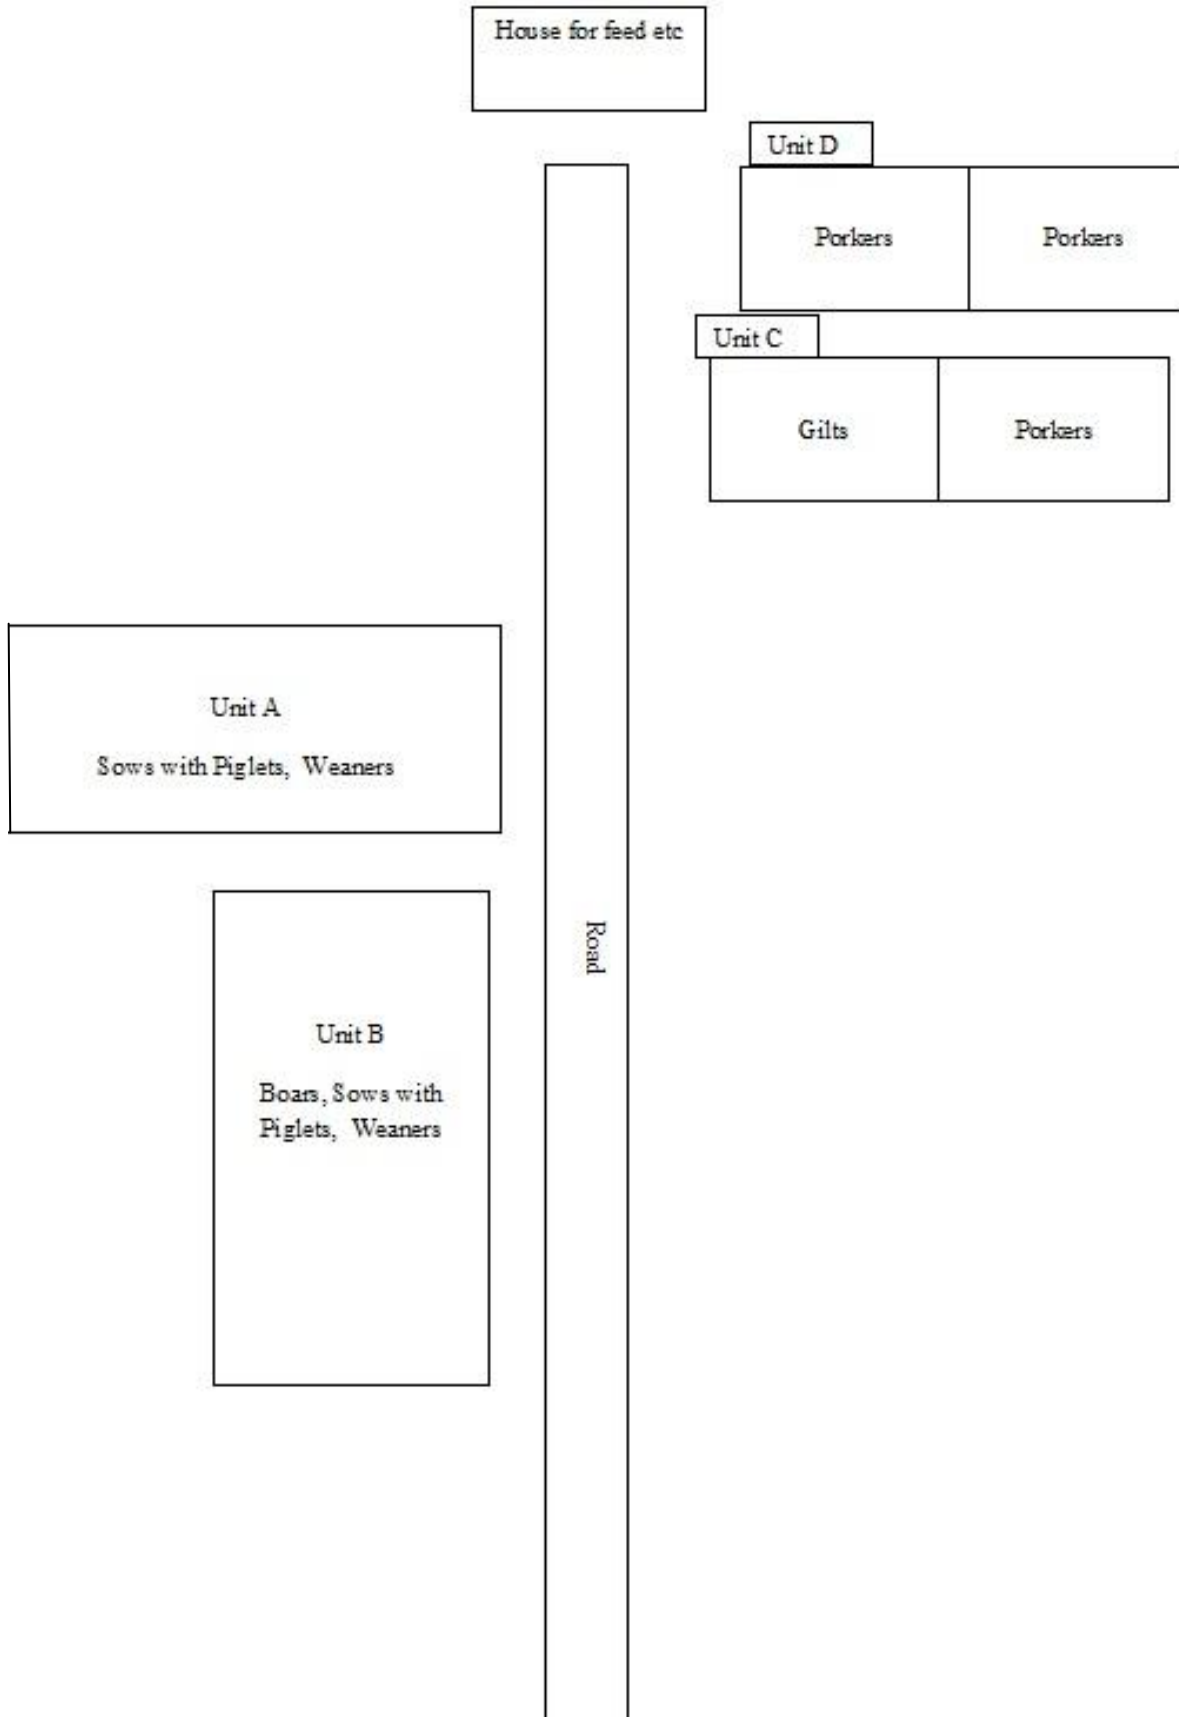 House for feed etc
Unit D
Porkers
Porkers
Unit C
Gilts
Porkers
Unit A
Sows with Piglets, Weaners
Road
Unit B
Boars, Sows with
Piglets, Weaners